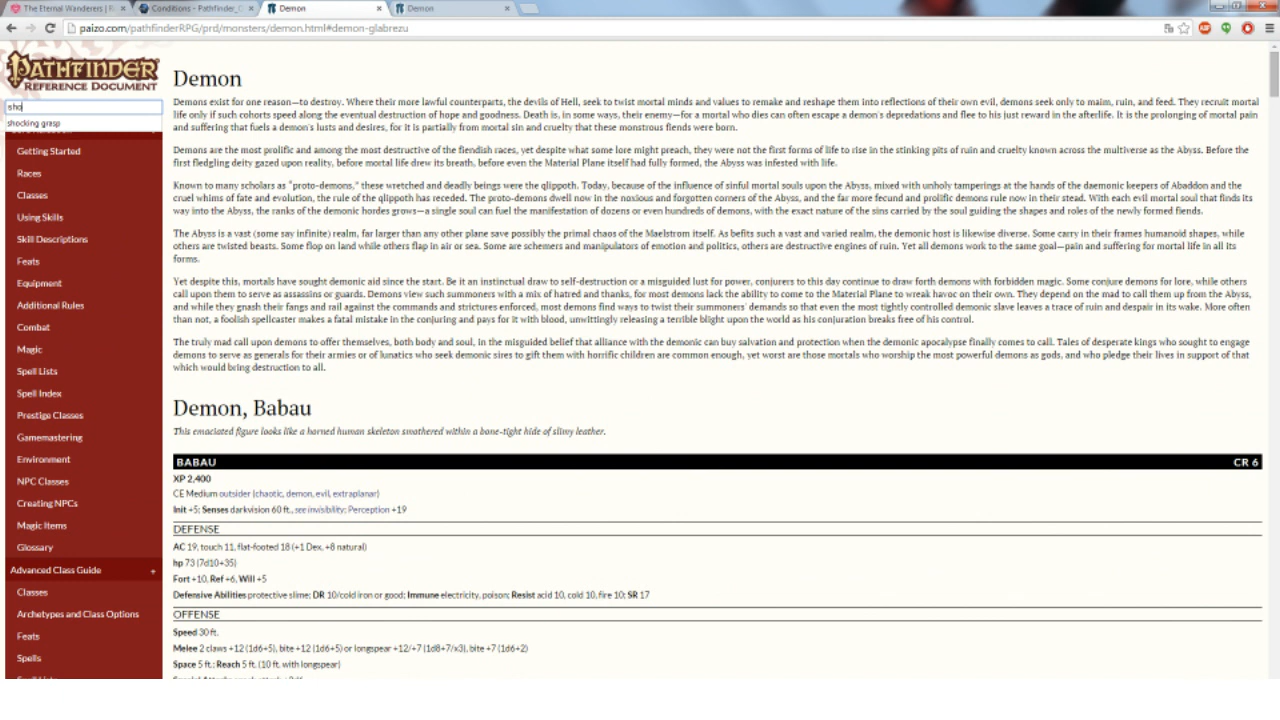 The Eternal Wanderers | R
Conditions - Pathfinder_O
Demon
Demon
paizo.com/pathfinderRPG/prd/monsters/demon.html#demon-glabrezu
PATHFINDER
REFERENCE DOCUMENT
sho
shocking grasp
Getting Started
Races
Classes
Using Skills
Skill Descriptions
Feats
Equipment
Additional Rules
Combat
Magic
Spell Lists
Spell Index
Prestige Classes
Gamemastering
Environment
NPC Classes
Creating NPCs
Magic Items
Glossary
Advanced Class Guide +
Classes
Archetypes and Class Options
Feats
Spells
Demon
Demons exist for one reason—to destroy. Where their more lawful counterparts, the devils of Hell, seek to twist mortal minds and values to remake and reshape them into reflections of their own evil, demons seek only to maim, ruin, and feed. They recruit mortal
life only if such cohorts speed along the eventual destruction of hope and goodness. Death is, in some ways, their enemy—for a mortal who dies can often escape a demon's depredations and flee to his just reward in the afterlife. It is the prolonging of mortal pain
and suffering that fuels a demon's lusts and desires, for it is partially from mortal sin and cruelty that these monstrous fiends were born.
Demons are the most prolific and among the most destructive of the fiendish races, yet despite what some lore might preach, they were not the first forms of life to rise in the stinking pits of ruin and cruelty known across the multiverse as the Abyss. Before the
first fledgling deity gazed upon reality, before mortal life drew its breath, before even the Material Plane itself had fully formed, the Abyss was infested with life.
Known to many scholars as "proto-demons," these wretched and deadly beings were the qlippoth. Today, because of the influence of sinful mortal souls upon the Abyss, mixed with unholy tamperings at the hands of the daemonic keepers of Abaddon and the
cruel whims of fate and evolution, the rule of the qlippoth has receded. The proto-demons dwell now in the noxious and forgotten corners of the Abyss, and the far more fecund and prolific demons rule now in their stead. With each evil mortal soul that finds its
way into the Abyss, the ranks of the demonic hordes grows—a single soul can fuel the manifestation of dozens or even hundreds of demons, with the exact nature of the sins carried by the soul guiding the shapes and roles of the newly formed fiends.
The Abyss is a vast (some say infinite) realm, far larger than any other plane save possibly the primal chaos of the Maelstrom itself. As befits such a vast and varied realm, the demonic host is likewise diverse. Some carry in their frames humanoid shapes, while
others are twisted beasts. Some flop on land while others flap in air or sea. Some are schemers and manipulators of emotion and politics, others are destructive engines of ruin. Yet all demons work to the same goal—pain and suffering for mortal life in all its
forms.
Yet despite this, mortals have sought demonic aid since the start. Be it an instinctual draw to self-destruction or a misguided lust for power, conjurers to this day continue to draw forth demons with forbidden magic. Some conjure demons for lore, while others
call upon them to serve as assassins or guards. Demons view such summoners with a mix of hatred and thanks, for most demons lack the ability to come to the Material Plane to wreak havoc on their own. They depend on the mad to call them up from the Abyss,
and while they gnash their fangs and rail against the commands and strictures enforced, most demons find ways to twist their summoners' demands so that even the most tightly controlled demonic slave leaves a trace of ruin and despair in its wake. More often
than not, a foolish spellcaster makes a fatal mistake in the conjuring and pays for it with blood, unwittingly releasing a terrible blight upon the world as his conjuration breaks free of his control.
The truly mad call upon demons to offer themselves, both body and soul, in the misguided belief that alliance with the demonic can buy salvation and protection when the demonic apocalypse finally comes to call. Tales of desperate kings who sought to engage
demons to serve as generals for their armies or of lunatics who seek demonic sires to gift them with horrific children are common enough, yet worst are those mortals who worship the most powerful demons as gods, and who pledge their lives in support of that
which would bring destruction to all.
Demon, Babau
This emaciated figure looks like a horned human skeleton smothered within a bone-tight hide of slimy leather.
BABAU CR 6
XP 2,400
CE Medium outsider (chaotic, demon, evil, extraplanar)
Init +5; Senses darkvision 60 ft., see invisibility; Perception +19
DEFENSE
AC 19, touch 11, flat-footed 18 (+1 Dex, +8 natural)
hp 73 (7d10+35)
Fort +10, Ref +6, Will +5
Defensive Abilities protective slime; DR 10/cold iron or good; Immune electricity, poison; Resist acid 10, cold 10, fire 10; SR 17
OFFENSE
Speed 30 ft.
Melee 2 claws +12 (1d6+5), bite +12 (1d6+5) or longspear +12/+7 (1d8+7/x3), bite +7 (1d6+2)
Space 5 ft.; Reach 5 ft. (10 ft. with longspear)